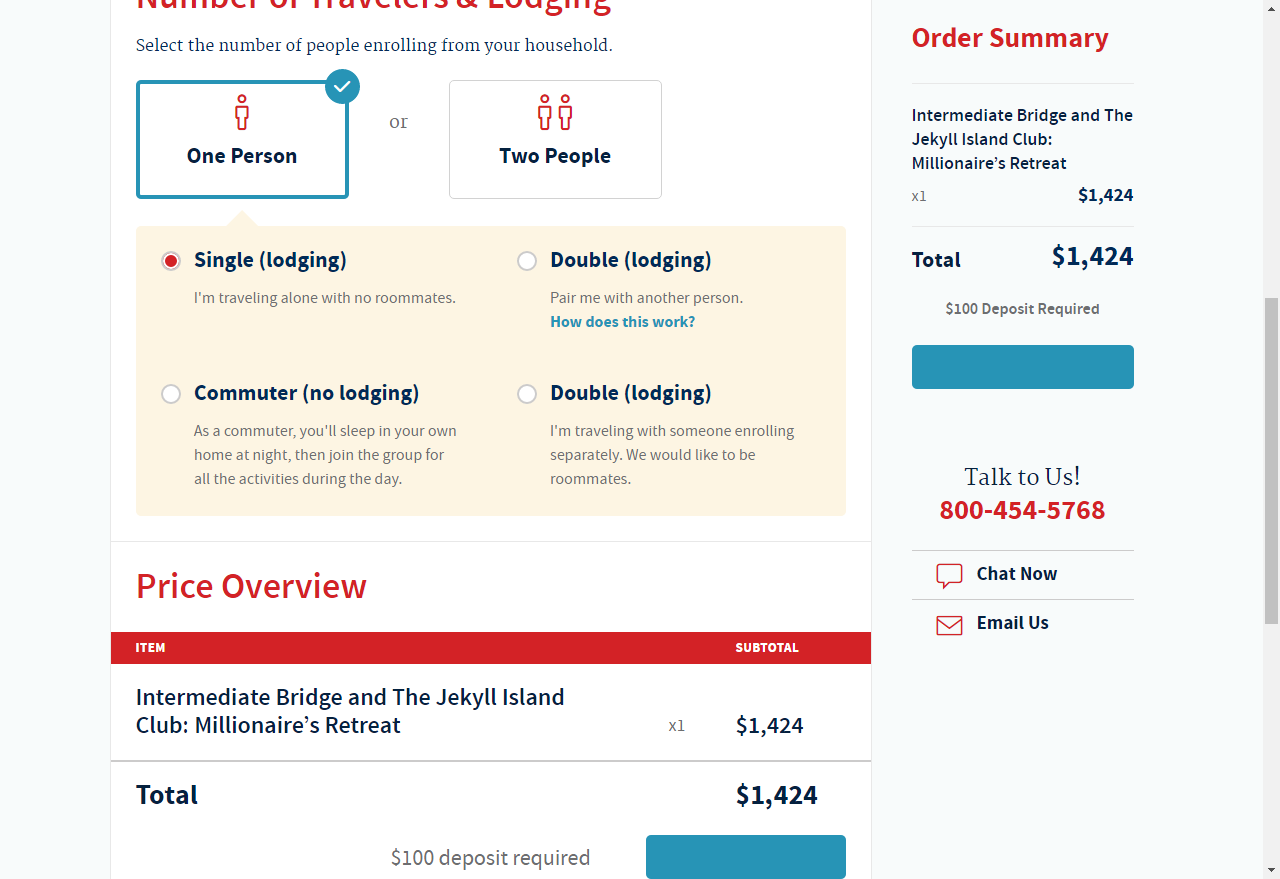 Number of Travelers & Lodging
Select the number of people enrolling from your household.
One Person
or
Two People
Single (lodging)
I'm traveling alone with no roommates.
Double (lodging)
Pair me with another person.
How does this work?
Commuter (no lodging)
As a commuter, you'll sleep in your own
home at night, then join the group for
all the activities during the day.
Double (lodging)
I'm traveling with someone enrolling
separately. We would like to be
roommates.
Price Overview
ITEM SUBTOTAL
Intermediate Bridge and The Jekyll Island
Club: Millionaire’s Retreat x1 $1,424
Total $1,424
$100 deposit required
Order Summary
Intermediate Bridge and The
Jekyll Island Club:
Millionaire’s Retreat
x1 $1,424
Total $1,424
$100 Deposit Required
Talk to Us!
800-454-5768
Chat Now
Email Us